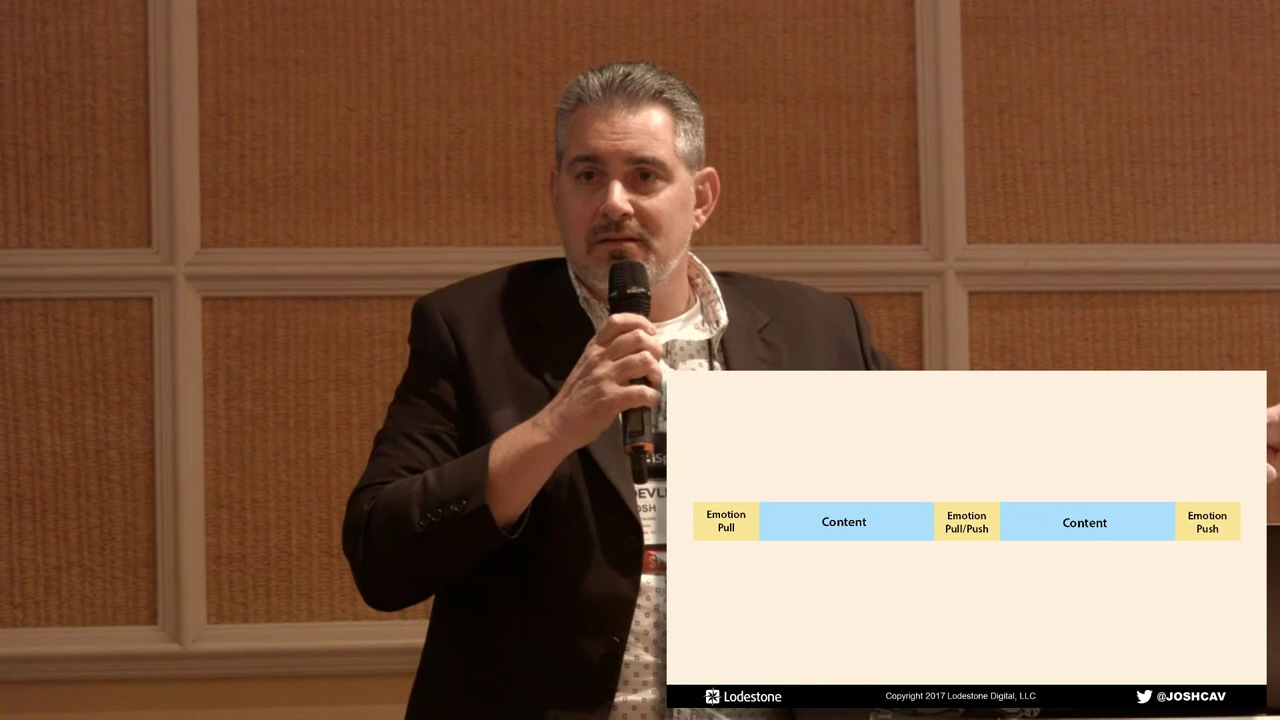 Emotion
Pull
Content
Emotion
Pull/Push
Content
Emotion
Push
Lodestone
Copyright 2017 Lodestone Digital, LLC
@JOSHCAV